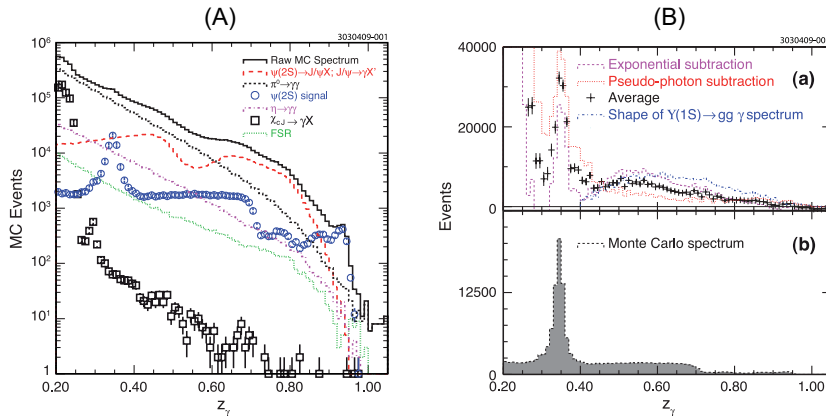 (A)
3030409-001
Raw MC Spectrum
ψ(2S)→J/ψX; J/ψ→γX'
π⁰→γγ
ψ(2S) signal
η→γγ
χcJ→γX
FSR
MC Events
10⁶
10⁵
10⁴
10³
10²
10¹
1
0.20 0.40 0.60 0.80 1.00
zγ
(B)
3030409-00
Exponential subtraction
(a)
Pseudo-photon subtraction
Average
Shape of Υ(1S)→gg γ spectrum
40000
30000
20000
10000
0
Events
(b)
Monte Carlo spectrum
12500
0
0.20 0.40 0.60 0.80 1.00
zγ